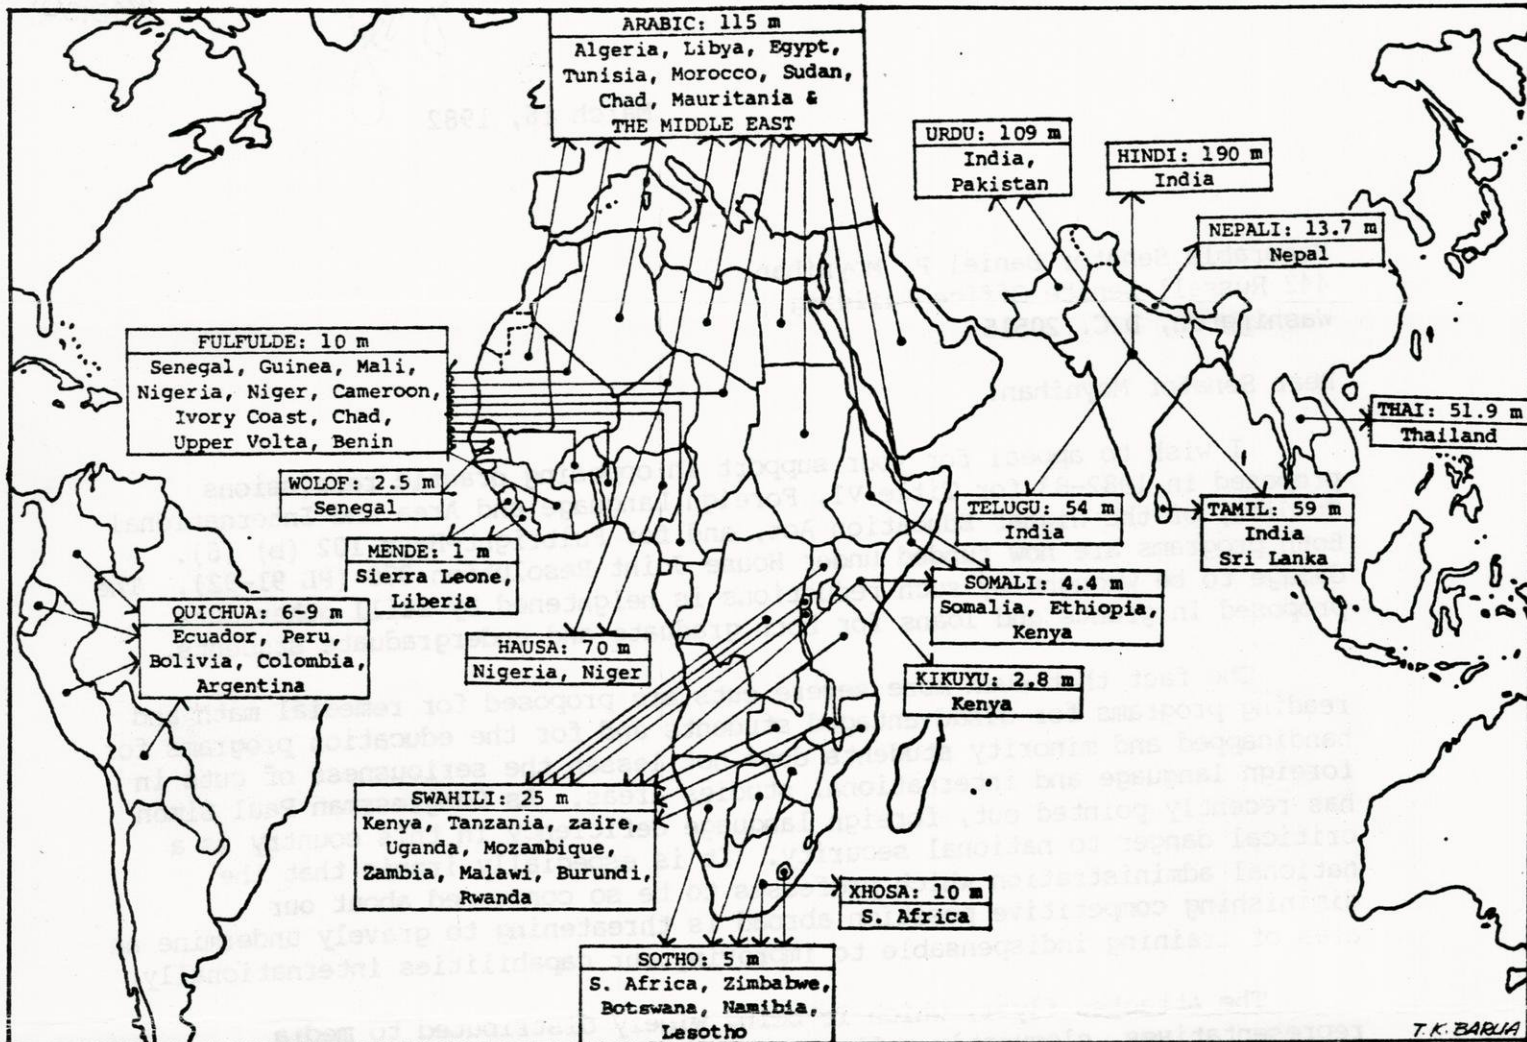 ARABIC: 115 m
Algeria, Libya, Egypt,
Tunisia, Morocco, Sudan,
Chad, Mauritania &
THE MIDDLE EAST
URDU: 109 m
India,
Pakistan
HINDI: 190 m
India
NEPALI: 13.7 m
Nepal
FULFULDE: 10 m
Senegal, Guinea, Mali,
Nigeria, Niger, Cameroon,
Ivory Coast, Chad,
Upper Volta, Benin
THAI: 51.9 m
Thailand
WOLOF: 2.5 m
Senegal
TELUGU: 54 m
India
TAMIL: 59 m
India
Sri Lanka
MENDE: 1 m
Sierra Leone,
Liberia
SOMALI: 4.4 m
Somalia, Ethiopia,
Kenya
QUICHUA: 6-9 m
Ecuador, Peru,
Bolivia, Colombia,
Argentina
HAUSA: 70 m
Nigeria, Niger
KIKUYU: 2.8 m
Kenya
SWAHILI: 25 m
Kenya, Tanzania, zaire,
Uganda, Mozambique,
Zambia, Malawi, Burundi,
Rwanda
XHOSA: 10 m
S. Africa
SOTHO: 5 m
S. Africa, Zimbabwe,
Botswana, Namibia,
Lesotho
T.K. BARUA